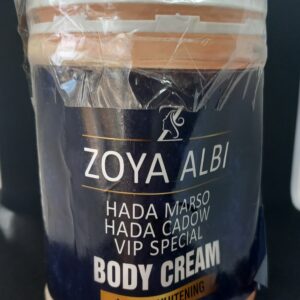 ZOYA ALBI
HADA MARSO
HADA CADOW
VIP SPECIAL
BODY CREAM